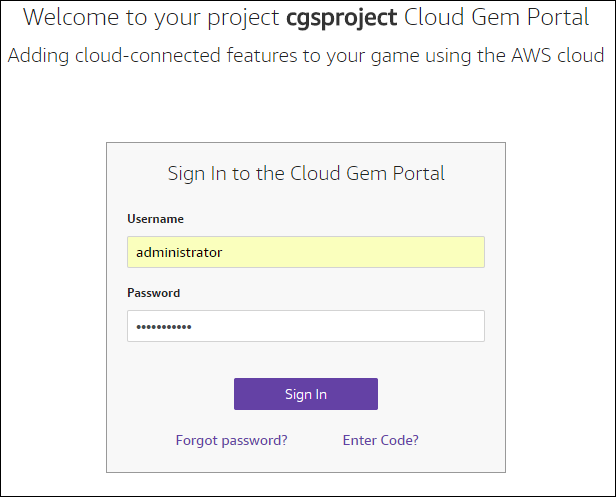 Welcome to your project cgsproject Cloud Gem Portal
Adding cloud-connected features to your game using the AWS cloud
Sign In to the Cloud Gem Portal
Username
administrator
Password
•••••••••••
Sign In
Forgot password? Enter Code?